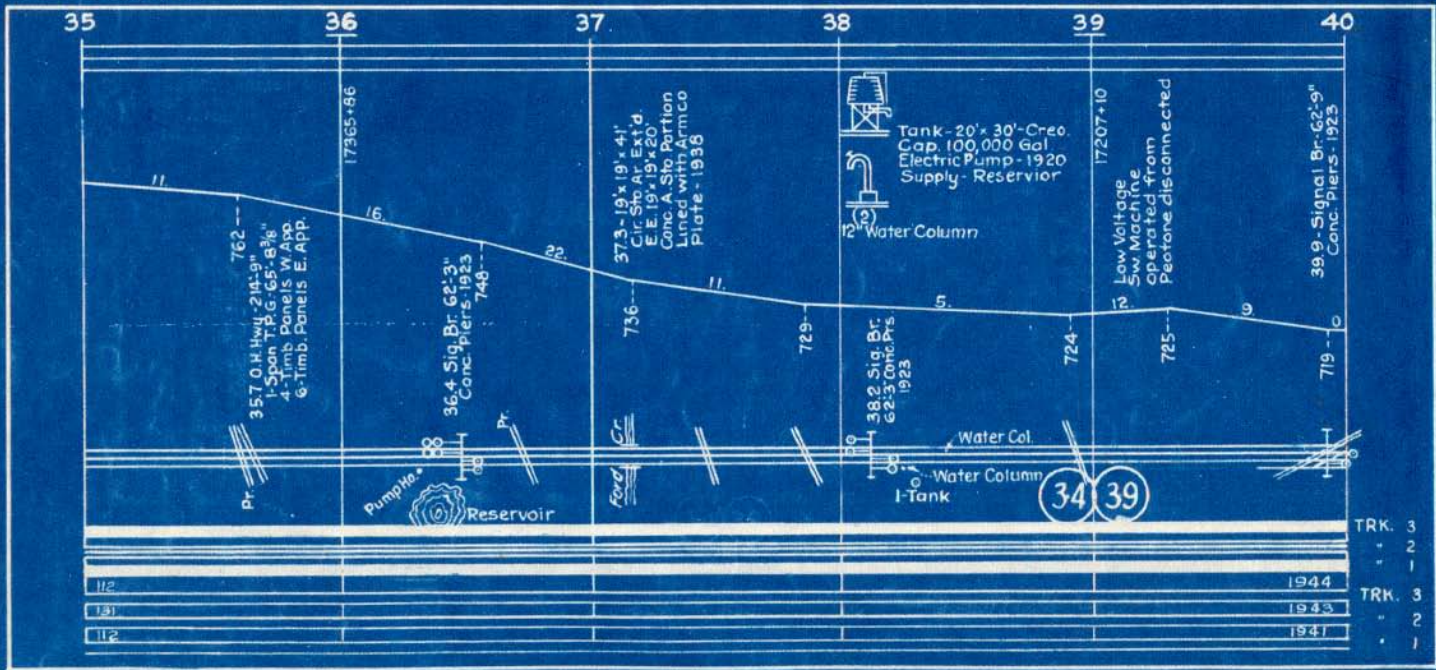 35 36 37 38 39 40
17365+86
17207+10
Tank-20'x 30'-Creo.
Cap. 100,000 Gal.
Electric Pump-1920
Supply-Reservior
2
12" Water Column
37.3-19'x 19'x 41'
Cir. Sto. Ar. Ext'd.
E.E. 19'x 19'x 20'
Conc. A. Sto Portion
Lined with Armco
Plate-1938
Low Voltage
Sw. Machine
operated from
Peotone disconnected
39.9-Signal Br.-62'-9"
Conc. Piers-1923
11. 16. 22. 11. 5. 12. 9. 0
762 748 736 729 724 725 719
35.7 O.H. Hwy.-214'-9"
1-Span T.P.G.-65'-8 3/8"
4-Timb. Panels W. App.
6-Timb. Panels E. App.
36.4 Sig. Br. 62'-3"
Conc. Piers-1923
38.2 Sig. Br.
62'-3" Conc. Prs.
1923
Pr.
Pr.
Ford Cr.
Water Col.
Water Column
1-Tank
Pump Ho.
Reservoir
34 39
TRK. 3
" 2
" 1
112 1944
TRK. 3
131 1943
" 2
112 1941
" 1